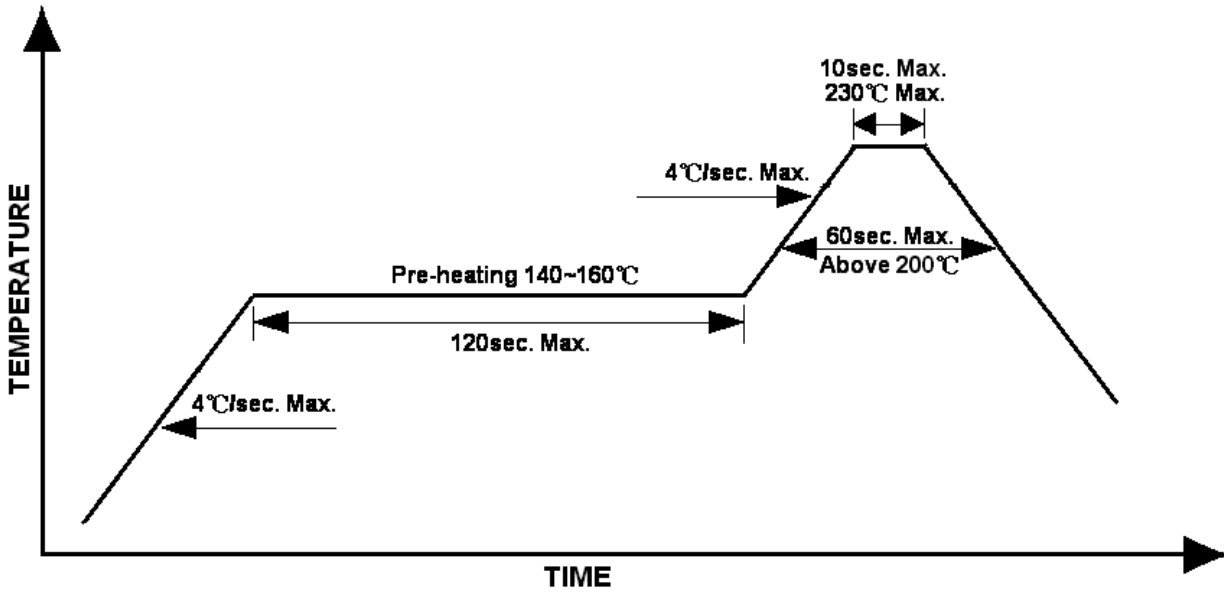 10sec. Max.
230℃ Max.
4℃/sec. Max.
60sec. Max.
Above 200℃
Pre-heating 140~160℃
120sec. Max.
4℃/sec. Max.
TEMPERATURE
TIME